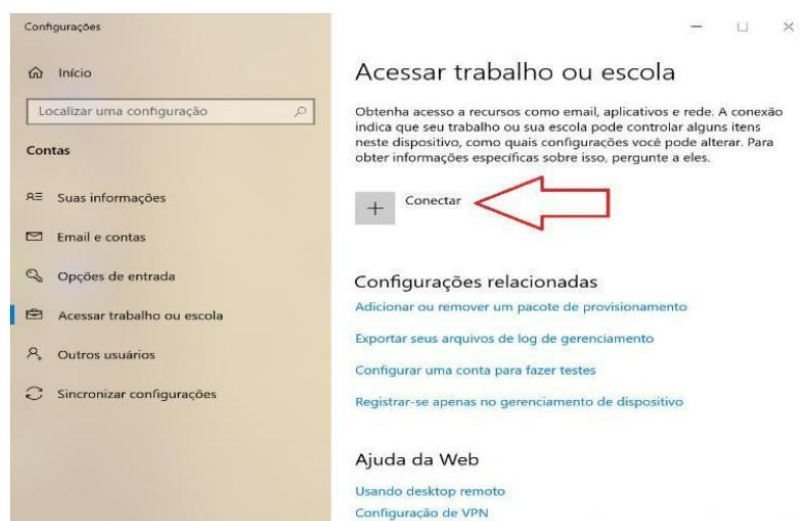 Configurações
Início
Localizar uma configuração
Contas
Suas informações
Email e contas
Opções de entrada
Acessar trabalho ou escola
Outros usuários
Sincronizar configurações
Acessar trabalho ou escola
Obtenha acesso a recursos como email, aplicativos e rede. A conexão
indica que seu trabalho ou sua escola pode controlar alguns itens
neste dispositivo, como quais configurações você pode alterar. Para
obter informações específicas sobre isso, pergunte a eles.
Conectar
Configurações relacionadas
Adicionar ou remover um pacote de provisionamento
Exportar seus arquivos de log de gerenciamento
Configurar uma conta para fazer testes
Registrar-se apenas no gerenciamento de dispositivo
Ajuda da Web
Usando desktop remoto
Configuração de VPN